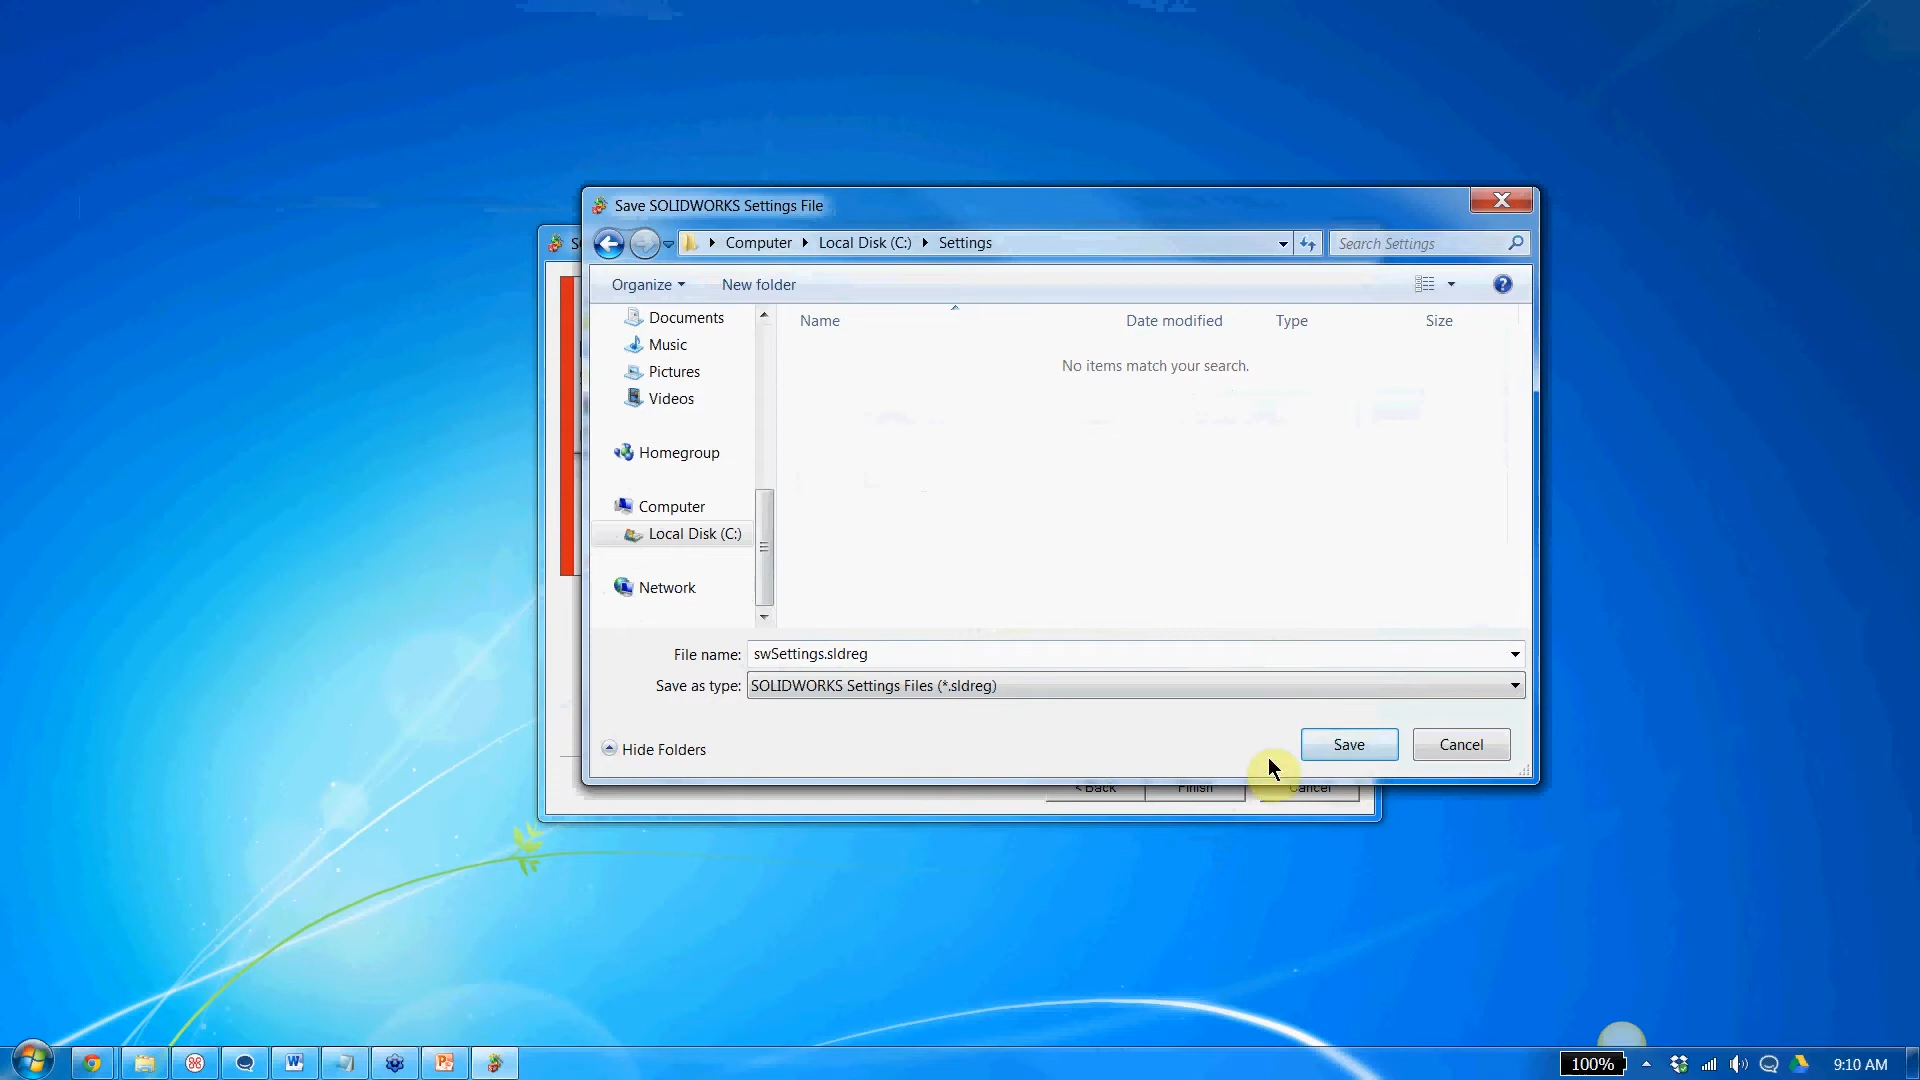 Save SOLIDWORKS Settings File
Computer Local Disk (C:) Settings
Search Settings
Organize New folder
Documents
Music
Pictures
Videos
Homegroup
Computer
Local Disk (C:)
Network
Name Date modified Type Size
No items match your search.
File name: swSettings.sldreg
Save as type: SOLIDWORKS Settings Files (*.sldreg)
Hide Folders
Save Cancel
< Back Finish Cancel
100% 9:10 AM